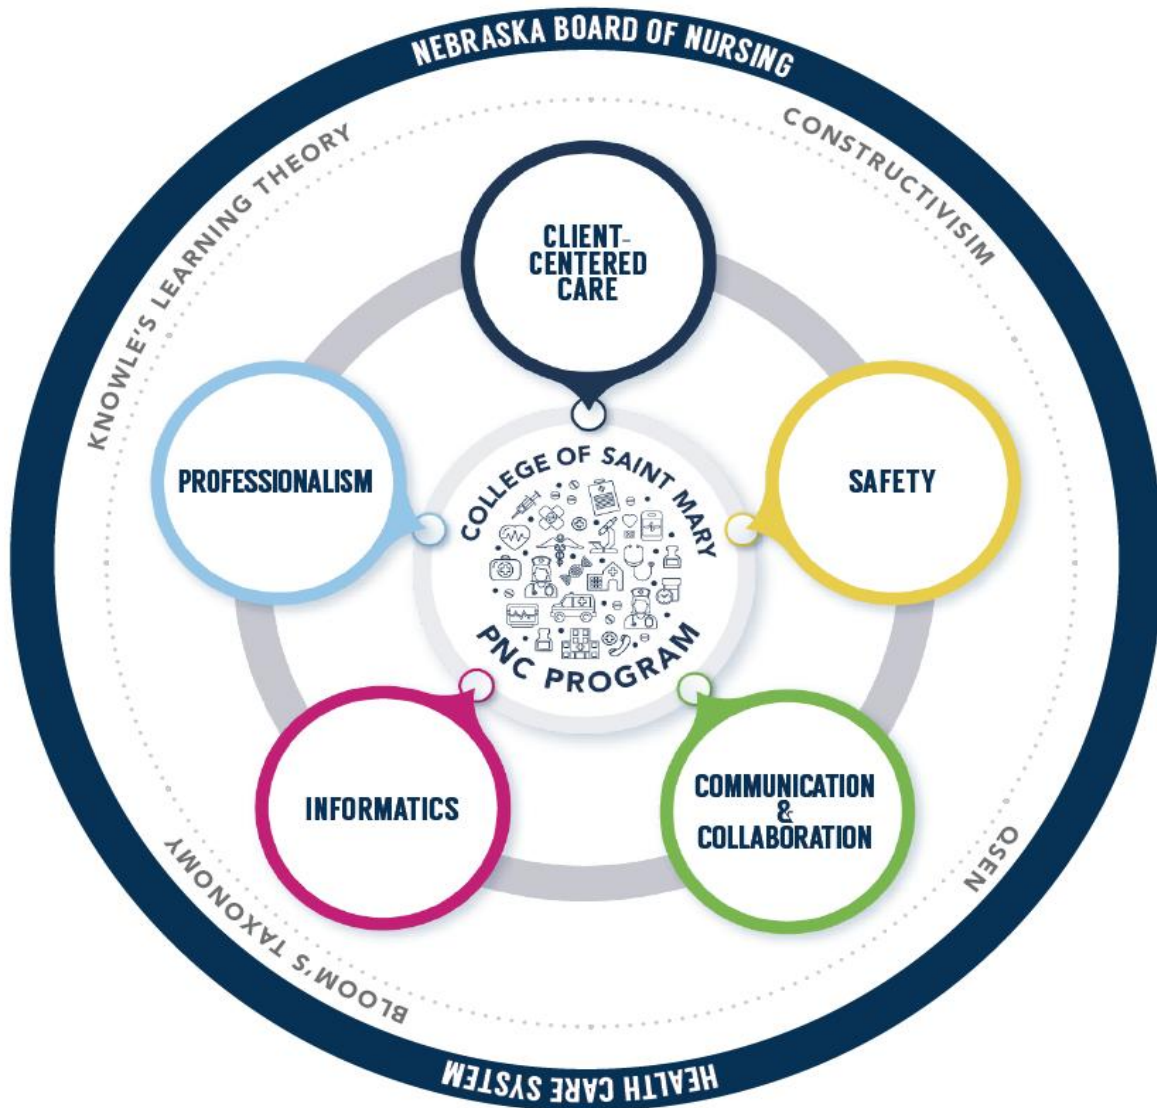 NEBRASKA BOARD OF NURSING
KNOWLE'S LEARNING THEORY
CONSTRUCTIVISIM
CLIENT-
CENTERED
CARE
PROFESSIONALISM
SAFETY
COLLEGE OF SAINT MARY
PNC PROGRAM
INFORMATICS
COMMUNICATION
&
COLLABORATION
BLOOM'S TAXONOMY
QSEN
HEALTH CARE SYSTEM